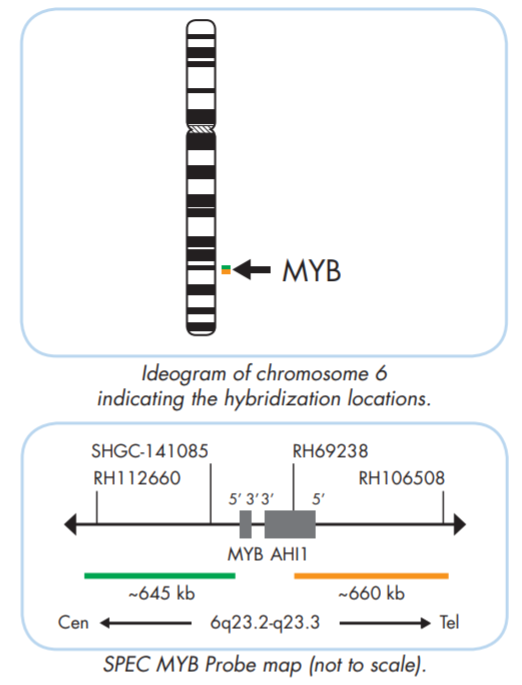 MYB
Ideogram of chromosome 6
indicating the hybridization locations.
SHGC-141085 RH69238
RH112660 RH106508
5’ 3’ 3’ 5’
MYB AHI1
~645 kb ~660 kb
Cen 6q23.2-q23.3 Tel
SPEC MYB Probe map (not to scale).